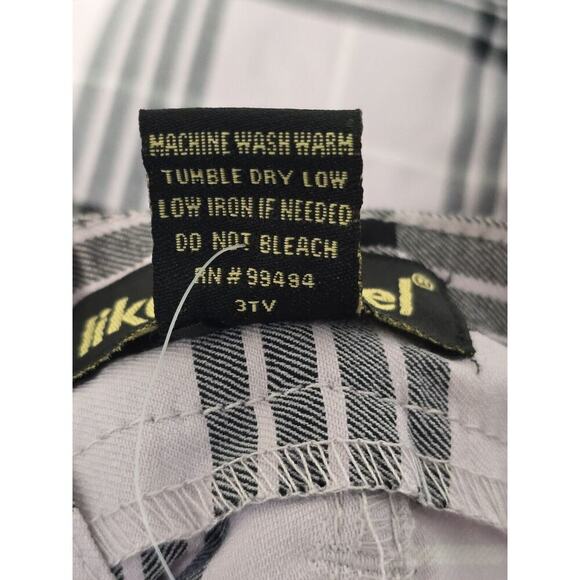 MACHINE WASH WARM
TUMBLE DRY LOW
LOW IRON IF NEEDED
DO NOT BLEACH
RN # 99494
3TV